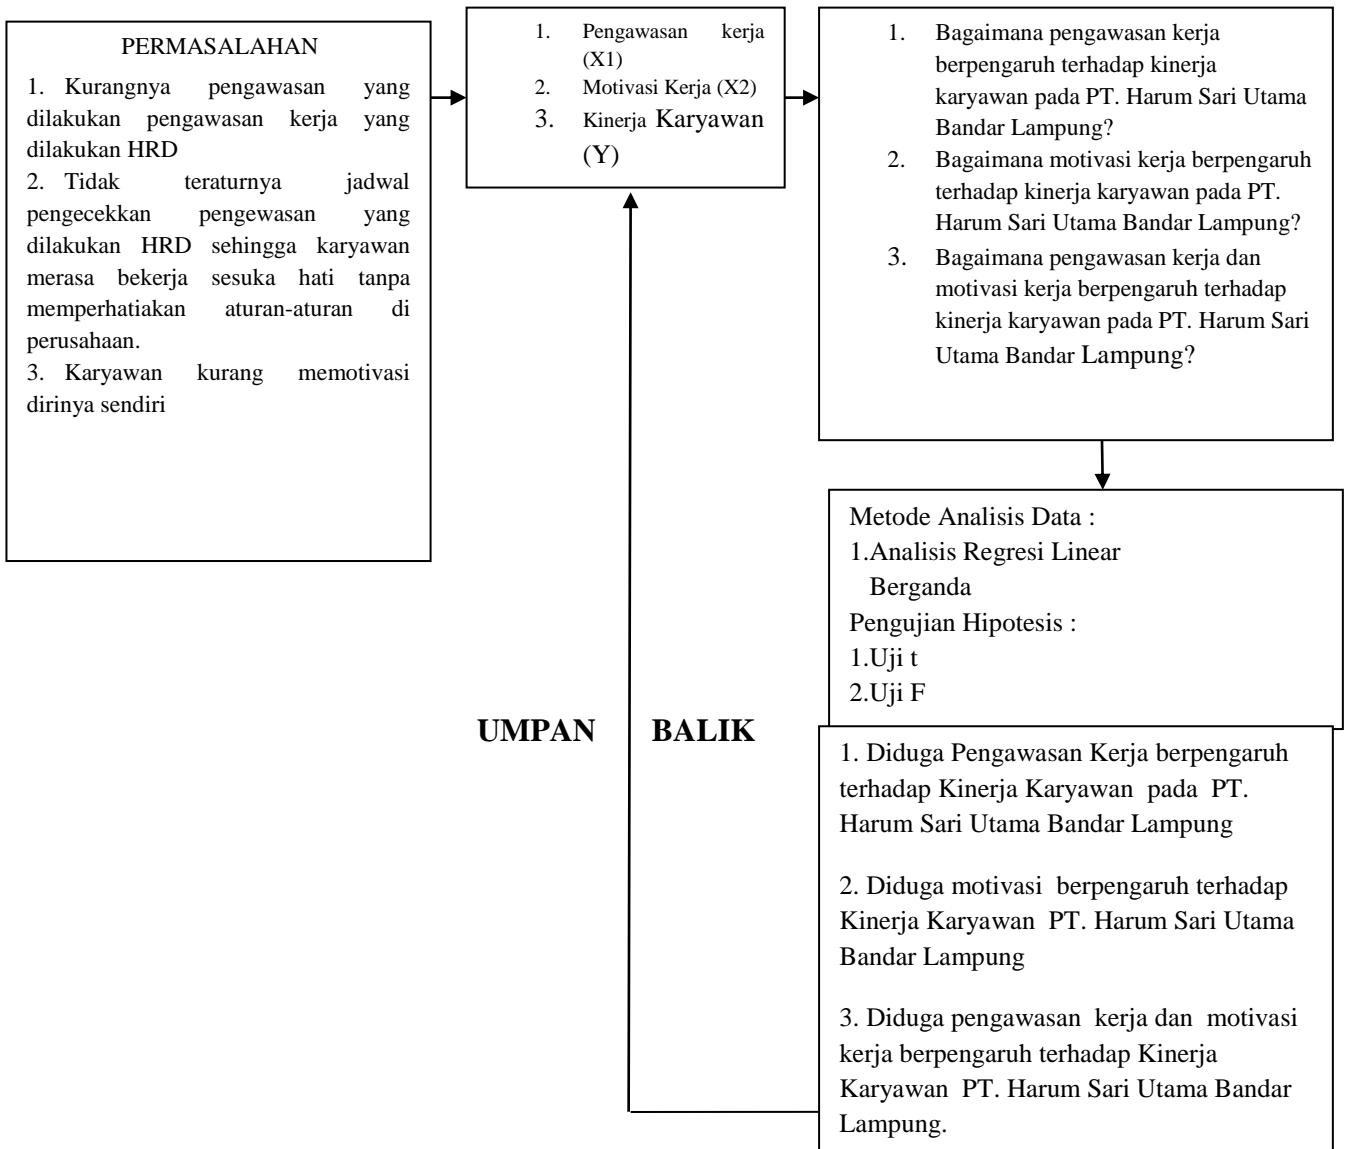 PERMASALAHAN
1. Kurangnya pengawasan yang
dilakukan pengawasan kerja yang
dilakukan HRD
2. Tidak teraturnya jadwal
pengecekkan pengewasan yang
dilakukan HRD sehingga karyawan
merasa bekerja sesuka hati tanpa
memperhatiakan aturan-aturan di
perusahaan.
3. Karyawan kurang memotivasi
dirinya sendiri
1. Pengawasan kerja
(X1)
2. Motivasi Kerja (X2)
3. Kinerja Karyawan
(Y)
1. Bagaimana pengawasan kerja
berpengaruh terhadap kinerja
karyawan pada PT. Harum Sari Utama
Bandar Lampung?
2. Bagaimana motivasi kerja berpengaruh
terhadap kinerja karyawan pada PT.
Harum Sari Utama Bandar Lampung?
3. Bagaimana pengawasan kerja dan
motivasi kerja berpengaruh terhadap
kinerja karyawan pada PT. Harum Sari
Utama Bandar Lampung?
Metode Analisis Data :
1.Analisis Regresi Linear
Berganda
Pengujian Hipotesis :
1.Uji t
2.Uji F
UMPAN BALIK
1. Diduga Pengawasan Kerja berpengaruh
terhadap Kinerja Karyawan pada PT.
Harum Sari Utama Bandar Lampung
2. Diduga motivasi berpengaruh terhadap
Kinerja Karyawan PT. Harum Sari Utama
Bandar Lampung
3. Diduga pengawasan kerja dan motivasi
kerja berpengaruh terhadap Kinerja
Karyawan PT. Harum Sari Utama Bandar
Lampung.